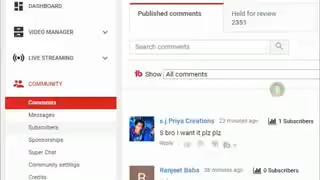 DASHBOARD
VIDEO MANAGER
LIVE STREAMING
COMMUNITY
Comments
Messages
Subscribers
Sponsorships
Super Chat
Community settings
Credits
Published comments
Held for review
2351
Search comments
tb Show All comments
s.j Priya Creations 23 minutes ago 1 Subscribers
S bro I want it plz plz
Reply
R Ranjeet Baba 38 minutes ago 0 Subscribers